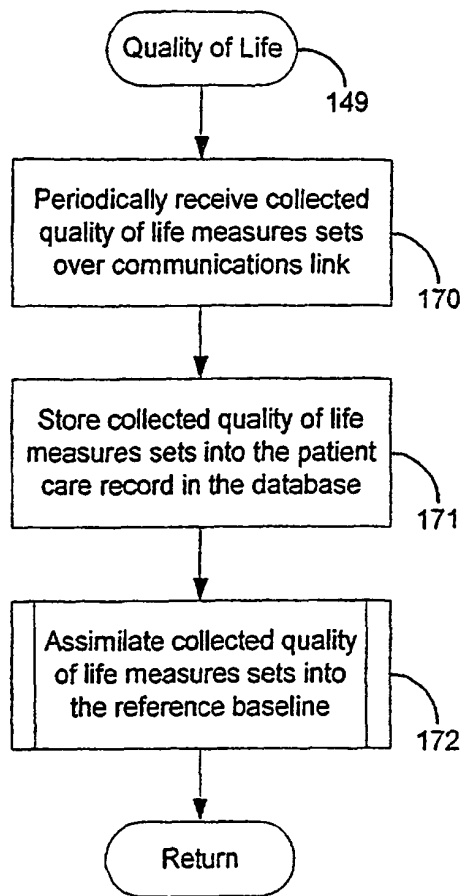 Quality of Life
149
Periodically receive collected
quality of life measures sets
over communications link
170
Store collected quality of life
measures sets into the patient
care record in the database
171
Assimilate collected quality
of life measures sets into
the reference baseline
172
Return